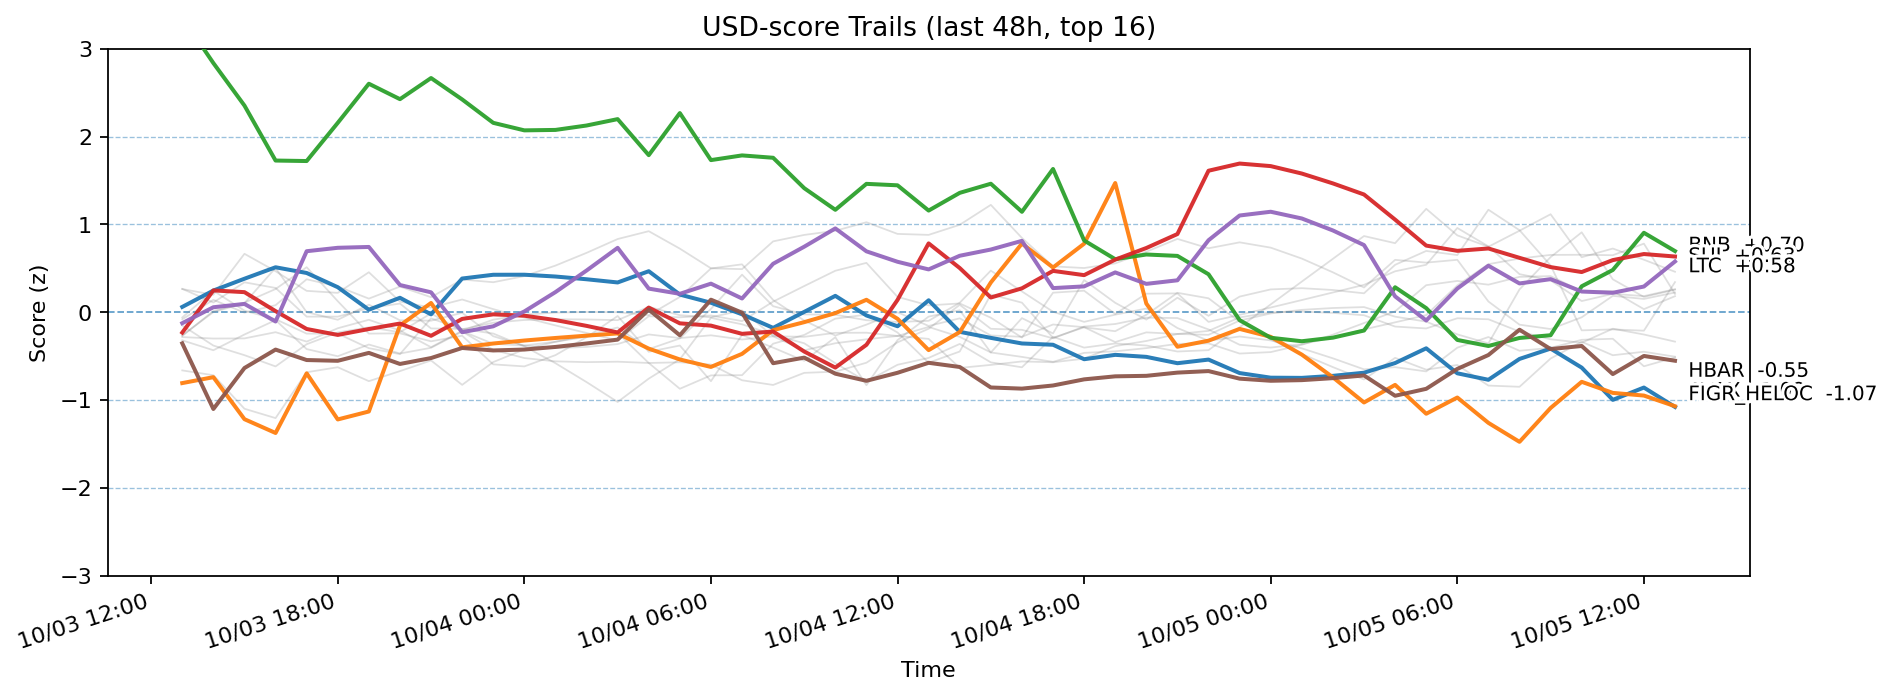 USD-score Trails (last 48h, top 16)
Score (z)
3
2
1
0
−1
−2
−3
BNB +0.70
+0.63
LTC +0.58
HBAR -0.55
FIGR_HELOC -1.07
10/03 12:00
10/03 18:00
10/04 00:00
10/04 06:00
10/04 12:00
10/04 18:00
10/05 00:00
10/05 06:00
10/05 12:00
Time